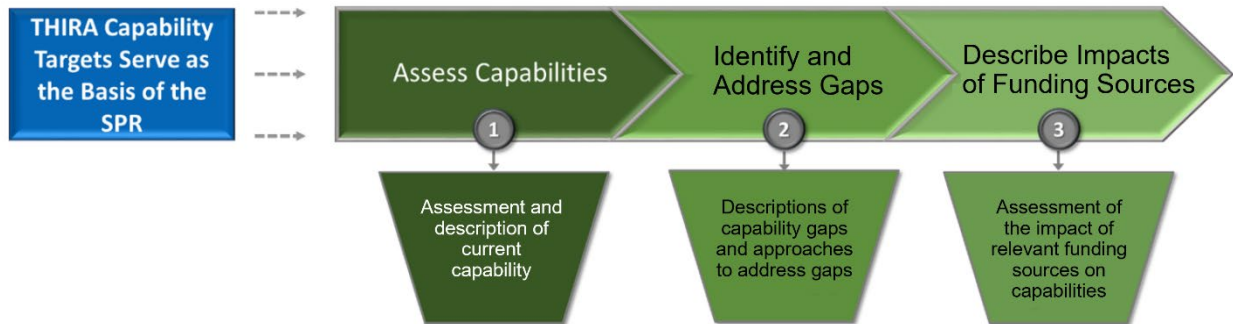 THIRA Capability
Targets Serve as
the Basis of the
SPR
Assess Capabilities
Identify and
Address Gaps
Describe Impacts
of Funding Sources
1
2
3
Assessment and
description of
current
capability
Descriptions of
capability gaps
and approaches
to address gaps
Assessment of
the impact of
relevant funding
sources on
capabilities